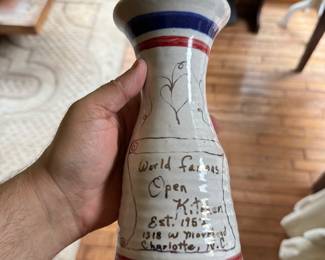 World famous
Open
Kitchen
Est. 1952
1318 W Morehead
Charlotte, N.C